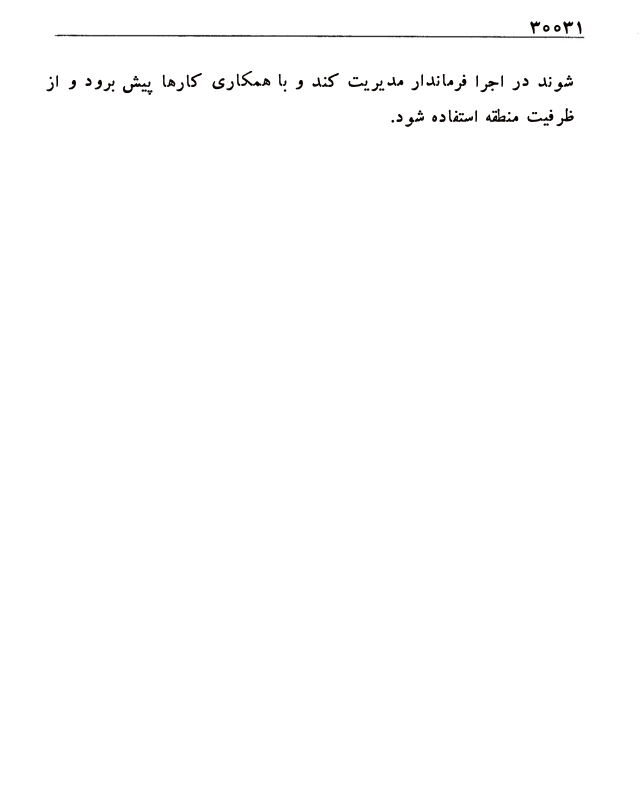 ۳۰۰۳۱
شوند در اجرا فرماندار مدیریت کند و با همکاری کارها پیش برود و از
ظرفیت منطقه استفاده شود.